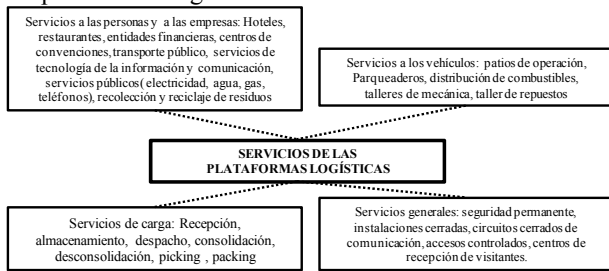 Servicios a las personas y  a las empresas: Hoteles,
restaurantes, entidades financieras, centros de
convenciones, transporte público,  servicios de
tecnología de la información y  comunicación,
servicios públicos( electricidad, agua, gas,
teléfonos), recolección y reciclaje de residuos
Servicios a los vehículos:  patios de operación,
Parqueaderos, distribución de combustibles,
talleres de mecánica, taller de repuestos
SERVICIOS DE LAS
PLATAFORMAS LOGÍSTICAS
Servicios de carga: Recepción,
almacenamiento,  despacho, consolidación,
desconsolidación, picking , packing
Servicios generales: seguridad permanente,
instalaciones cerradas, circuitos cerrados de
comunicación, accesos controlados, centros de
recepción de visitantes.